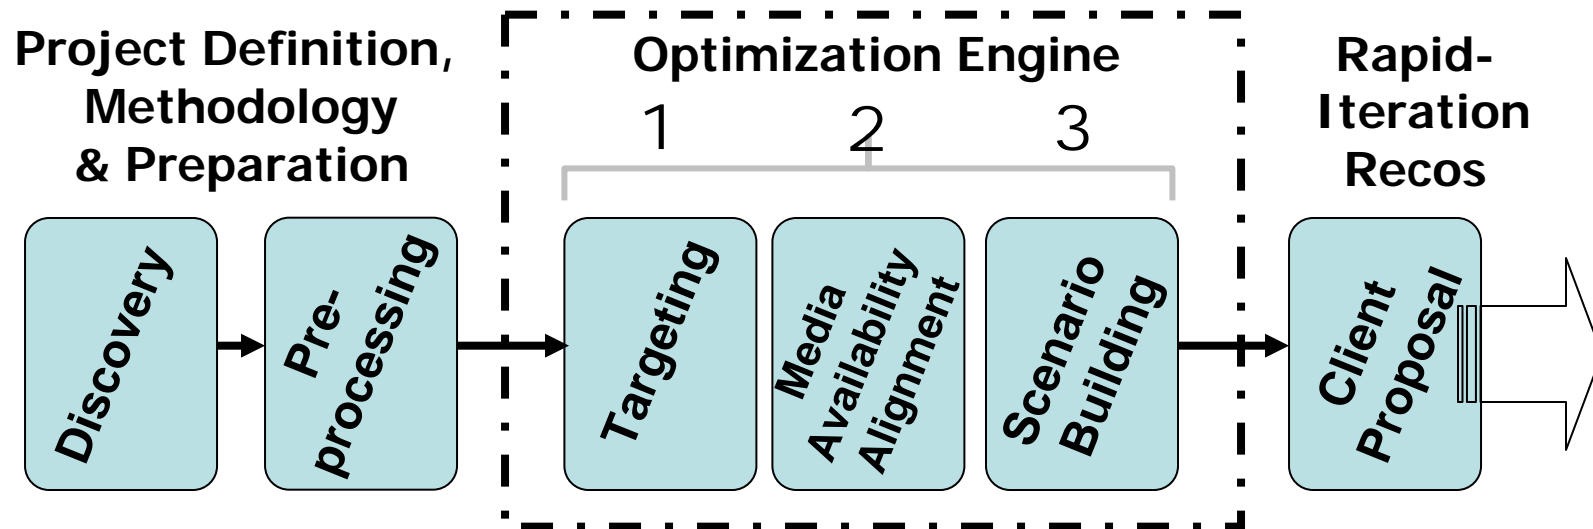 Project Definition,
Methodology
& Preparation
Optimization Engine
1 2 3
Rapid-
Iteration
Recos
Discovery
Pre-
processing
Targeting
Media
Availability
Alignment
Scenario
Building
Client
Proposal